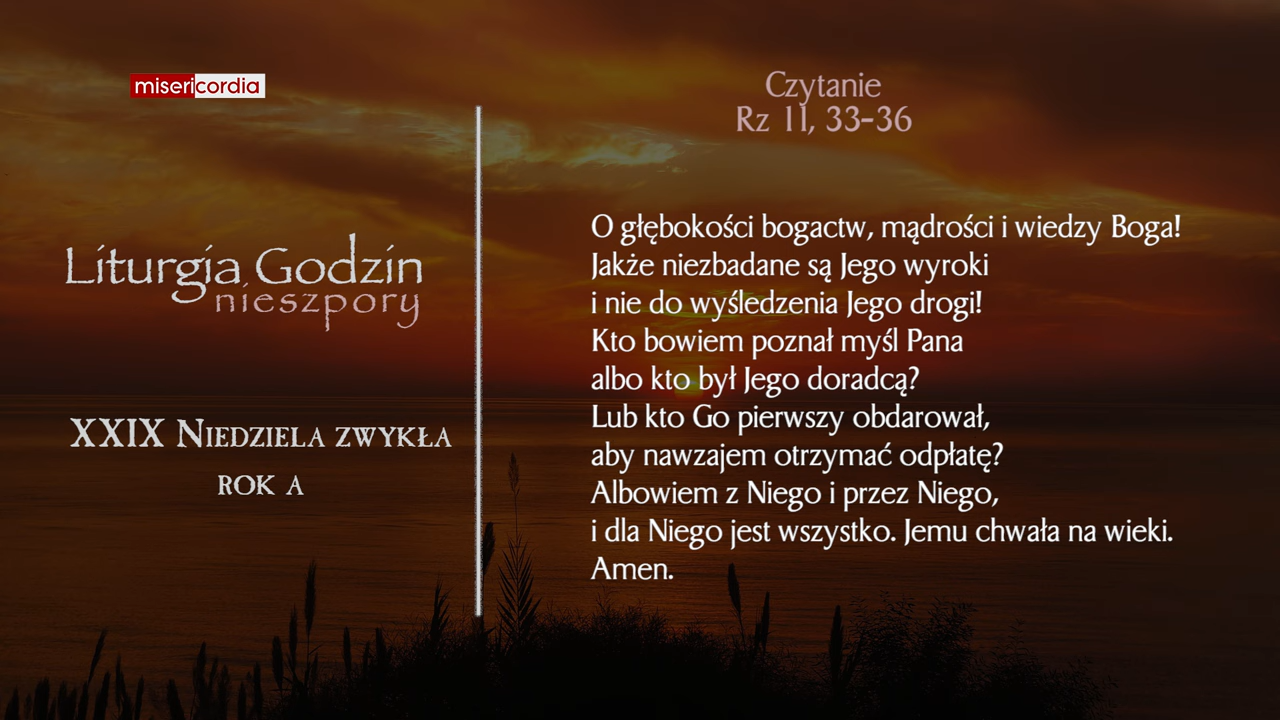 misericordia
Liturgia Godzin
nieszpory
XXIX Niedziela zwykła
rok A
Czytanie
Rz 11, 33-36
O głębokości bogactw, mądrości i wiedzy Boga!
Jakże niezbadane są Jego wyroki
i nie do wyśledzenia Jego drogi!
Kto bowiem poznał myśl Pana
albo kto był Jego doradcą?
Lub kto Go pierwszy obdarował,
aby nawzajem otrzymać odpłatę?
Albowiem z Niego i przez Niego,
i dla Niego jest wszystko. Jemu chwała na wieki.
Amen.